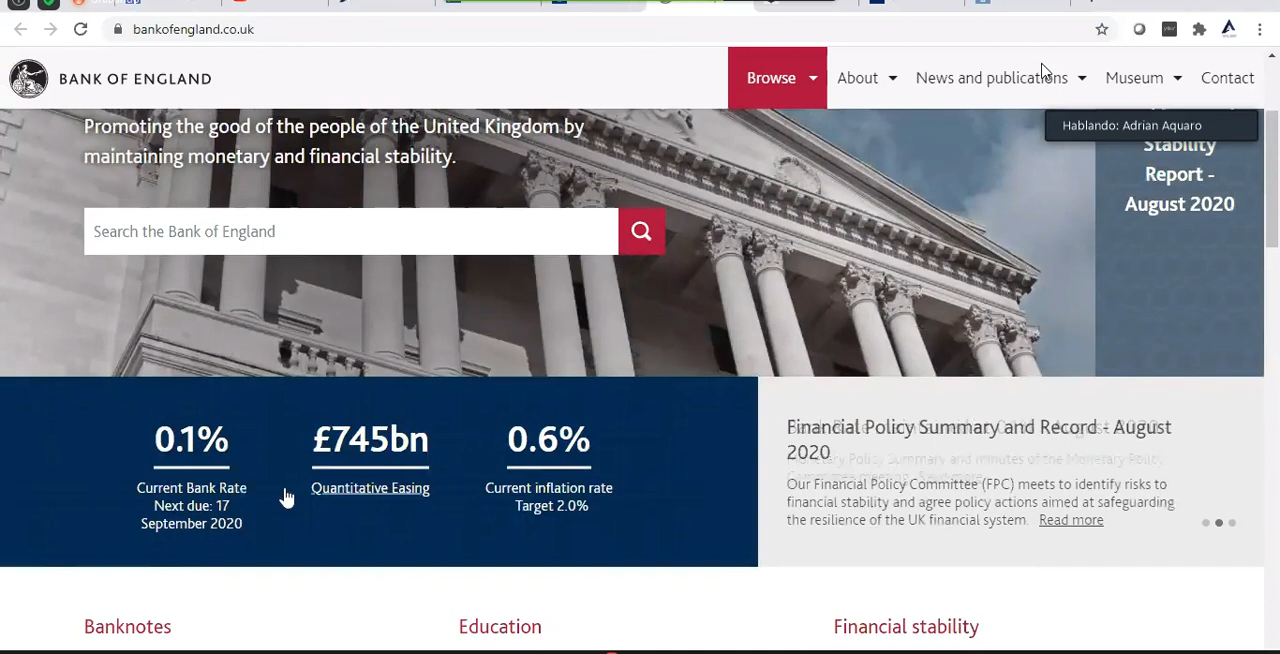 bankofengland.co.uk
BANK OF ENGLAND
Browse
About
News and publications
Museum
Contact
Hablando: Adrian Aquaro
Promoting the good of the people of the United Kingdom by
maintaining monetary and financial stability.
Search the Bank of England
Stability
Report -
August 2020
0.1%
Current Bank Rate
Next due: 17
September 2020
£745bn
Quantitative Easing
0.6%
Current inflation rate
Target 2.0%
Financial Policy Summary and Record - August
2020
Our Financial Policy Committee (FPC) meets to identify risks to
financial stability and agree policy actions aimed at safeguarding
the resilience of the UK financial system. Read more
Banknotes
Education
Financial stability